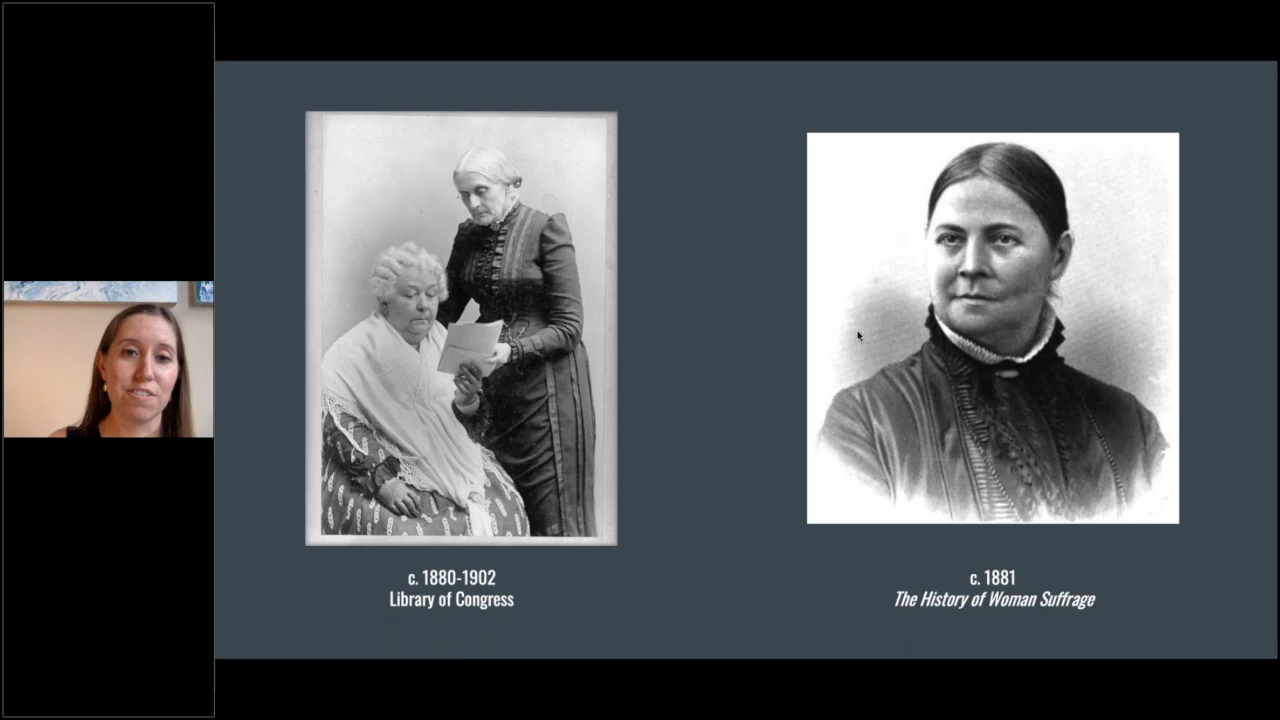 c. 1880-1902
Library of Congress
c. 1881
The History of Woman Suffrage